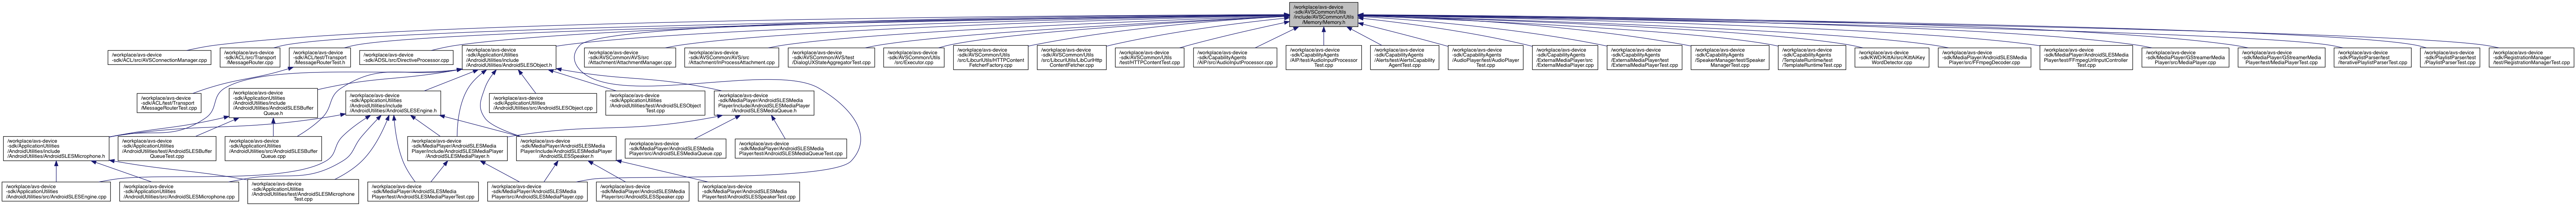 /workplace/avs-device
-sdk/AVSCommon/Utils
/include/AVSCommon/Utils
/Memory/Memory.h
/workplace/avs-device
-sdk/ACL/src/AVSConnectionManager.cpp
/workplace/avs-device
-sdk/ACL/src/Transport
/MessageRouter.cpp
/workplace/avs-device
-sdk/ACL/test/Transport
/MessageRouterTest.h
/workplace/avs-device
-sdk/ADSL/src/DirectiveProcessor.cpp
/workplace/avs-device
-sdk/ApplicationUtilities
/AndroidUtilities/include
/AndroidUtilities/AndroidSLESObject.h
/workplace/avs-device
-sdk/AVSCommon/AVS/src
/Attachment/AttachmentManager.cpp
/workplace/avs-device
-sdk/AVSCommon/AVS/src
/Attachment/InProcessAttachment.cpp
/workplace/avs-device
-sdk/AVSCommon/AVS/test
/DialogUXStateAggregatorTest.cpp
/workplace/avs-device
-sdk/AVSCommon/Utils
/src/Executor.cpp
/workplace/avs-device
-sdk/AVSCommon/Utils
/src/LibcurlUtils/HTTPContent
FetcherFactory.cpp
/workplace/avs-device
-sdk/AVSCommon/Utils
/src/LibcurlUtils/LibCurlHttp
ContentFetcher.cpp
/workplace/avs-device
-sdk/AVSCommon/Utils
/test/HTTPContentTest.cpp
/workplace/avs-device
-sdk/CapabilityAgents
/AIP/src/AudioInputProcessor.cpp
/workplace/avs-device
-sdk/CapabilityAgents
/AIP/test/AudioInputProcessor
Test.cpp
/workplace/avs-device
-sdk/CapabilityAgents
/Alerts/test/AlertsCapability
AgentTest.cpp
/workplace/avs-device
-sdk/CapabilityAgents
/AudioPlayer/test/AudioPlayer
Test.cpp
/workplace/avs-device
-sdk/CapabilityAgents
/ExternalMediaPlayer/src
/ExternalMediaPlayer.cpp
/workplace/avs-device
-sdk/CapabilityAgents
/ExternalMediaPlayer/test
/ExternalMediaPlayerTest.cpp
/workplace/avs-device
-sdk/CapabilityAgents
/SpeakerManager/test/Speaker
ManagerTest.cpp
/workplace/avs-device
-sdk/CapabilityAgents
/TemplateRuntime/test
/TemplateRuntimeTest.cpp
/workplace/avs-device
-sdk/KWD/KittAi/src/KittAiKey
WordDetector.cpp
/workplace/avs-device
-sdk/MediaPlayer/AndroidSLESMedia
Player/src/FFmpegDecoder.cpp
/workplace/avs-device
-sdk/MediaPlayer/AndroidSLESMedia
Player/test/FFmpegUrlInputController
Test.cpp
/workplace/avs-device
-sdk/MediaPlayer/GStreamerMedia
Player/src/MediaPlayer.cpp
/workplace/avs-device
-sdk/MediaPlayer/GStreamerMedia
Player/test/MediaPlayerTest.cpp
/workplace/avs-device
-sdk/PlaylistParser/test
/IterativePlaylistParserTest.cpp
/workplace/avs-device
-sdk/PlaylistParser/test
/PlaylistParserTest.cpp
/workplace/avs-device
-sdk/RegistrationManager
/test/RegistrationManagerTest.cpp
/workplace/avs-device
-sdk/ACL/test/Transport
/MessageRouterTest.cpp
/workplace/avs-device
-sdk/ApplicationUtilities
/AndroidUtilities/include
/AndroidUtilities/AndroidSLESBuffer
Queue.h
/workplace/avs-device
-sdk/ApplicationUtilities
/AndroidUtilities/include
/AndroidUtilities/AndroidSLESEngine.h
/workplace/avs-device
-sdk/ApplicationUtilities
/AndroidUtilities/src/AndroidSLESObject.cpp
/workplace/avs-device
-sdk/ApplicationUtilities
/AndroidUtilities/test/AndroidSLESObject
Test.cpp
/workplace/avs-device
-sdk/MediaPlayer/AndroidSLESMedia
Player/include/AndroidSLESMediaPlayer
/AndroidSLESMediaQueue.h
/workplace/avs-device
-sdk/ApplicationUtilities
/AndroidUtilities/include
/AndroidUtilities/AndroidSLESMicrophone.h
/workplace/avs-device
-sdk/ApplicationUtilities
/AndroidUtilities/test/AndroidSLESBuffer
QueueTest.cpp
/workplace/avs-device
-sdk/ApplicationUtilities
/AndroidUtilities/src/AndroidSLESBuffer
Queue.cpp
/workplace/avs-device
-sdk/MediaPlayer/AndroidSLESMedia
Player/include/AndroidSLESMediaPlayer
/AndroidSLESMediaPlayer.h
/workplace/avs-device
-sdk/MediaPlayer/AndroidSLESMedia
Player/include/AndroidSLESMediaPlayer
/AndroidSLESSpeaker.h
/workplace/avs-device
-sdk/MediaPlayer/AndroidSLESMedia
Player/src/AndroidSLESMediaQueue.cpp
/workplace/avs-device
-sdk/MediaPlayer/AndroidSLESMedia
Player/test/AndroidSLESMediaQueueTest.cpp
/workplace/avs-device
-sdk/ApplicationUtilities
/AndroidUtilities/src/AndroidSLESEngine.cpp
/workplace/avs-device
-sdk/ApplicationUtilities
/AndroidUtilities/src/AndroidSLESMicrophone.cpp
/workplace/avs-device
-sdk/ApplicationUtilities
/AndroidUtilities/test/AndroidSLESMicrophone
Test.cpp
/workplace/avs-device
-sdk/MediaPlayer/AndroidSLESMedia
Player/test/AndroidSLESMediaPlayerTest.cpp
/workplace/avs-device
-sdk/MediaPlayer/AndroidSLESMedia
Player/src/AndroidSLESMediaPlayer.cpp
/workplace/avs-device
-sdk/MediaPlayer/AndroidSLESMedia
Player/src/AndroidSLESSpeaker.cpp
/workplace/avs-device
-sdk/MediaPlayer/AndroidSLESMedia
Player/test/AndroidSLESSpeakerTest.cpp